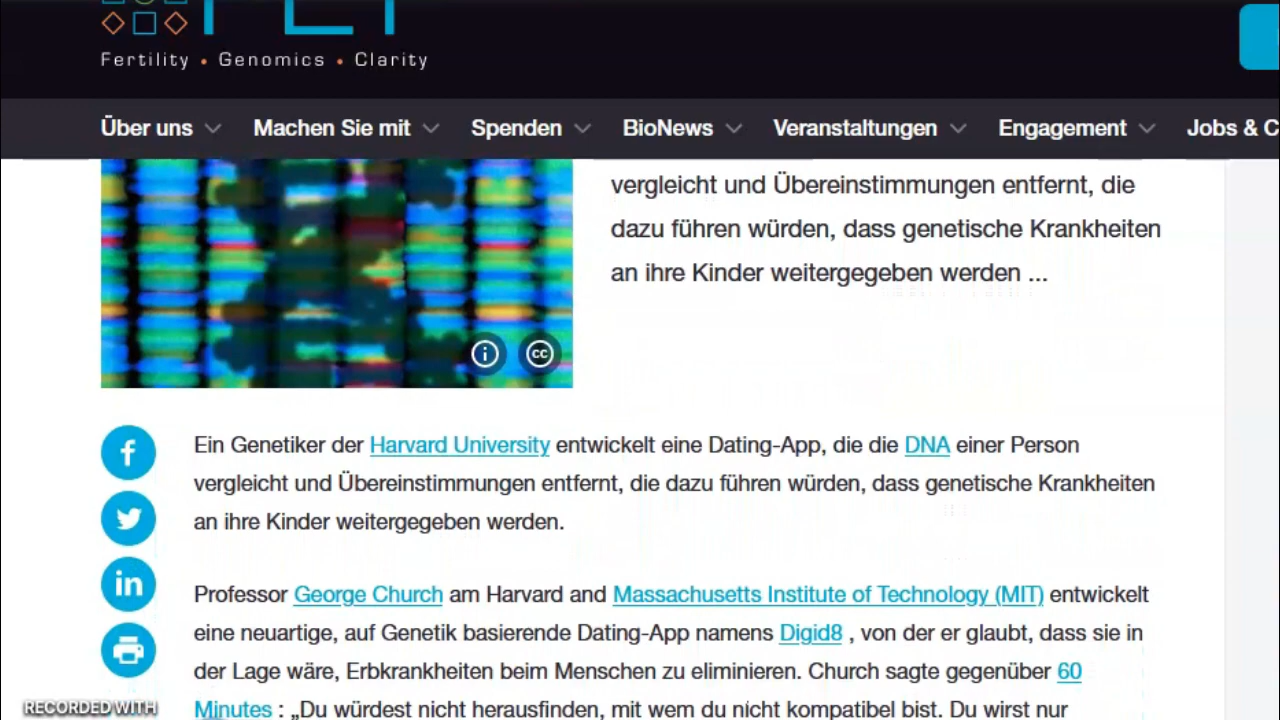 Fertility • Genomics • Clarity
Über uns Machen Sie mit Spenden BioNews Veranstaltungen Engagement Jobs & C
vergleicht und Übereinstimmungen entfernt, die
dazu führen würden, dass genetische Krankheiten
an ihre Kinder weitergegeben werden ...
cc
Ein Genetiker der Harvard University entwickelt eine Dating-App, die die DNA einer Person
vergleicht und Übereinstimmungen entfernt, die dazu führen würden, dass genetische Krankheiten
an ihre Kinder weitergegeben werden.
Professor George Church am Harvard and Massachusetts Institute of Technology (MIT) entwickelt
eine neuartige, auf Genetik basierende Dating-App namens Digid8 , von der er glaubt, dass sie in
der Lage wäre, Erbkrankheiten beim Menschen zu eliminieren. Church sagte gegenüber 60
Minutes : „Du würdest nicht herausfinden, mit wem du nicht kompatibel bist. Du wirst nur
RECORDED WITH